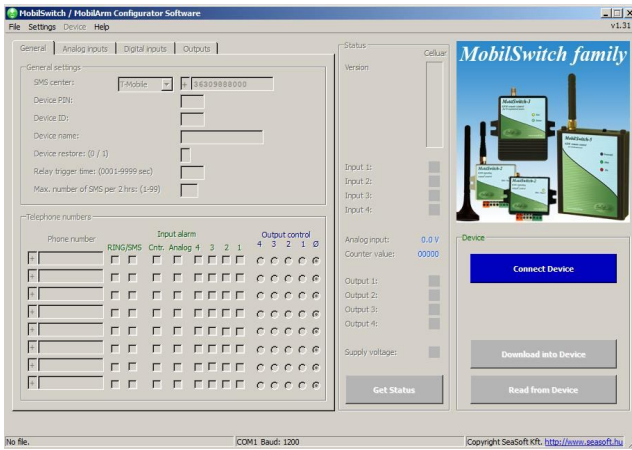 MobilSwitch / MobilArm Configurator Software
File Settings Device Help
v1.31
General
Analog inputs
Digital inputs
Outputs
General settings
SMS center:
T-Mobile
+ 36309888000
Device PIN:
Device ID:
Device name:
Device restore: (0 / 1)
Relay trigger time: (0001-9999 sec)
Max. number of SMS per 2 hrs: (1-99)
Telephone numbers
Phone number
Input alarm
Output control
RING/SMS Cntr. Analog 4 3 2 1
4 3 2 1 Ø
+
+
+
+
+
+
+
+
Status
Celluar
Version
Input 1:
Input 2:
Input 3:
Input 4:
Analog input: 0.0 V
Counter value: 00000
Output 1:
Output 2:
Output 3:
Output 4:
Supply voltage:
Get Status
MobilSwitch family
MobilSwitch-3
Device
Connect Device
Download into Device
Read from Device
No file.
COM1 Baud: 1200
Copyright SeaSoft Kft. http://www.seasoft.hu